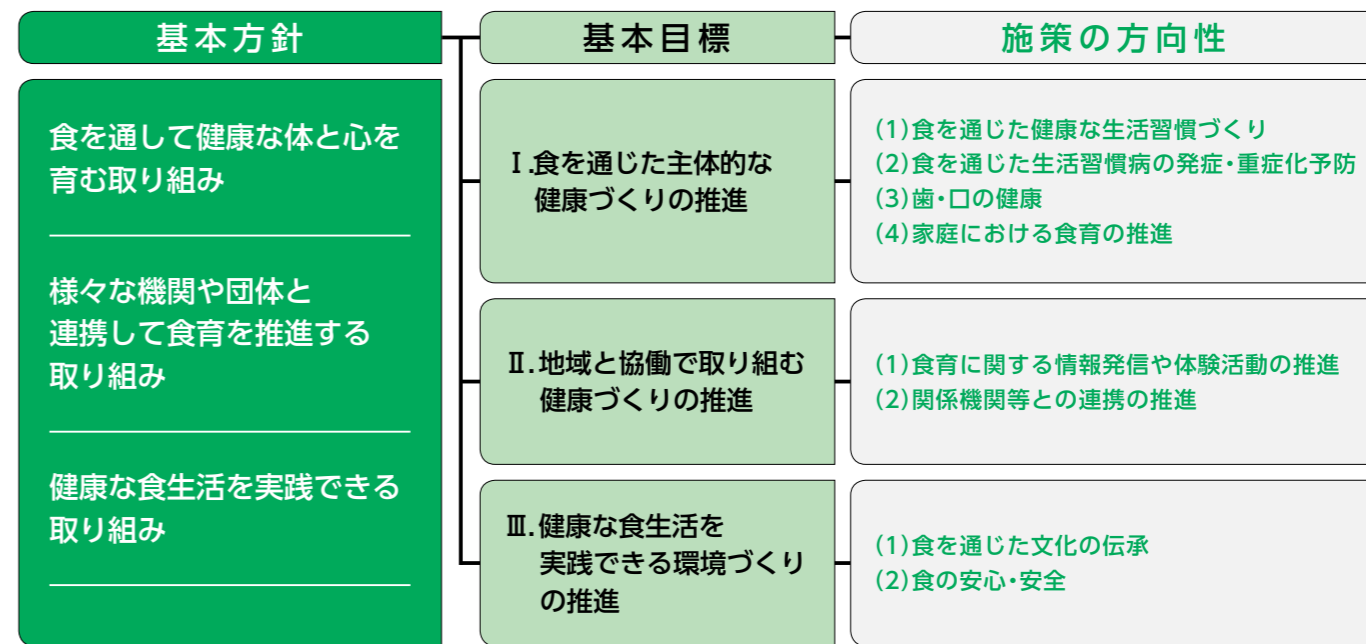 基本方針
基本目標
施策の方向性
食を通して健康な体と心を
育む取り組み
様々な機関や団体と
連携して食育を推進する
取り組み
健康な食生活を実践できる
取り組み
Ⅰ.食を通じた主体的な
健康づくりの推進
(1)食を通じた健康な生活習慣づくり
(2)食を通じた生活習慣病の発症・重症化予防
(3)歯・口の健康
(4)家庭における食育の推進
Ⅱ.地域と協働で取り組む
健康づくりの推進
(1)食育に関する情報発信や体験活動の推進
(2)関係機関等との連携の推進
Ⅲ.健康な食生活を
実践できる環境づくり
の推進
(1)食を通じた文化の伝承
(2)食の安心・安全